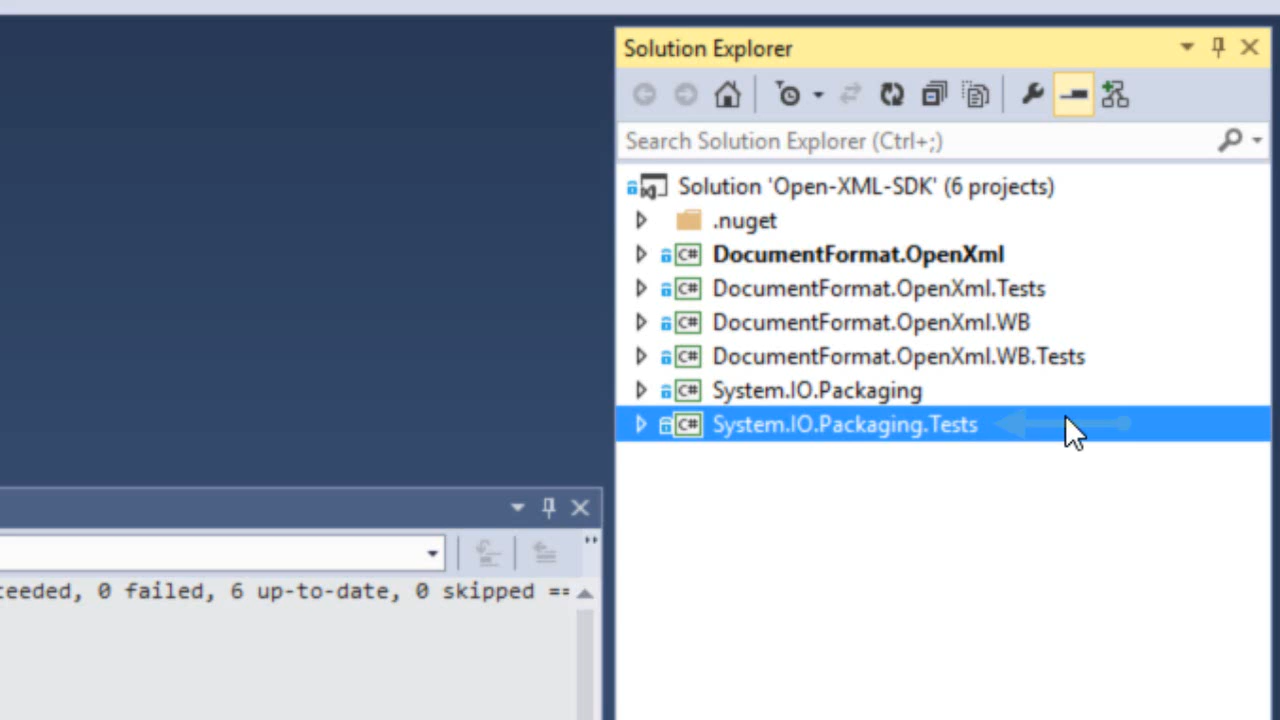 Solution Explorer
Search Solution Explorer (Ctrl+;)
Solution 'Open-XML-SDK' (6 projects)
.nuget
C# DocumentFormat.OpenXml
C# DocumentFormat.OpenXml.Tests
C# DocumentFormat.OpenXml.WB
C# DocumentFormat.OpenXml.WB.Tests
C# System.IO.Packaging
C# System.IO.Packaging.Tests
0 failed, 6 up-to-date, 0 skipped ==